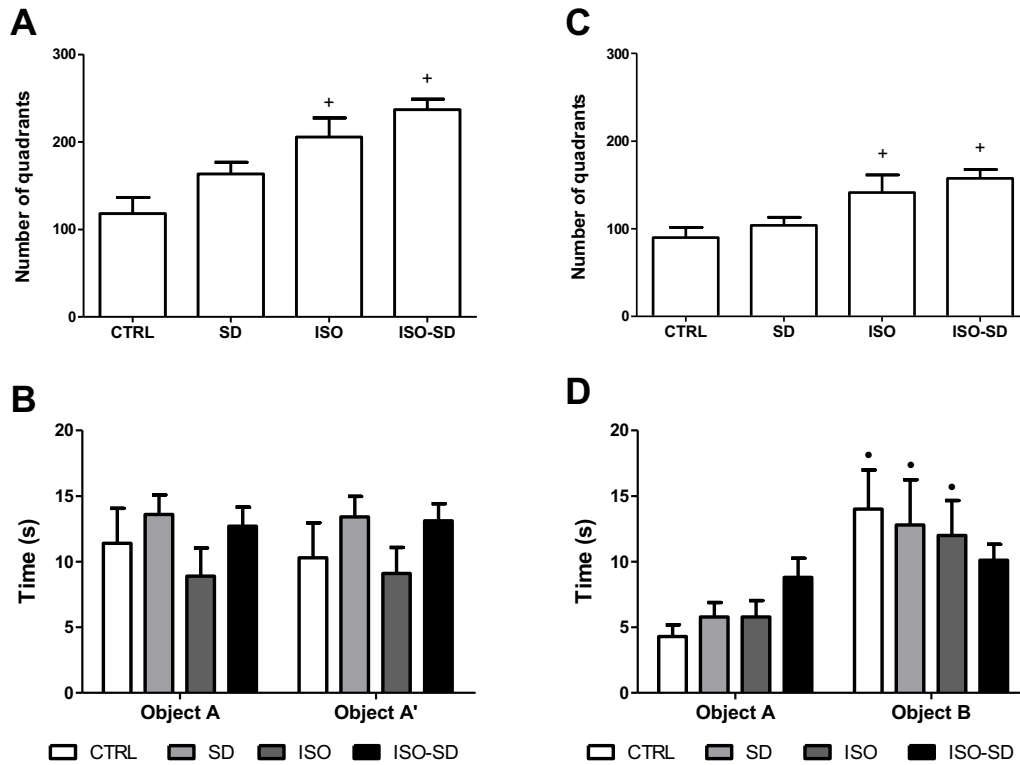 A
Number of quadrants
300
200
100
0
+
+
CTRL SD ISO ISO-SD
C
Number of quadrants
300
200
100
0
+
+
CTRL SD ISO ISO-SD
B
Time (s)
20
15
10
5
0
Object A Object A'
CTRL SD ISO ISO-SD
D
Time (s)
20
15
10
5
0
Object A Object B
CTRL SD ISO ISO-SD